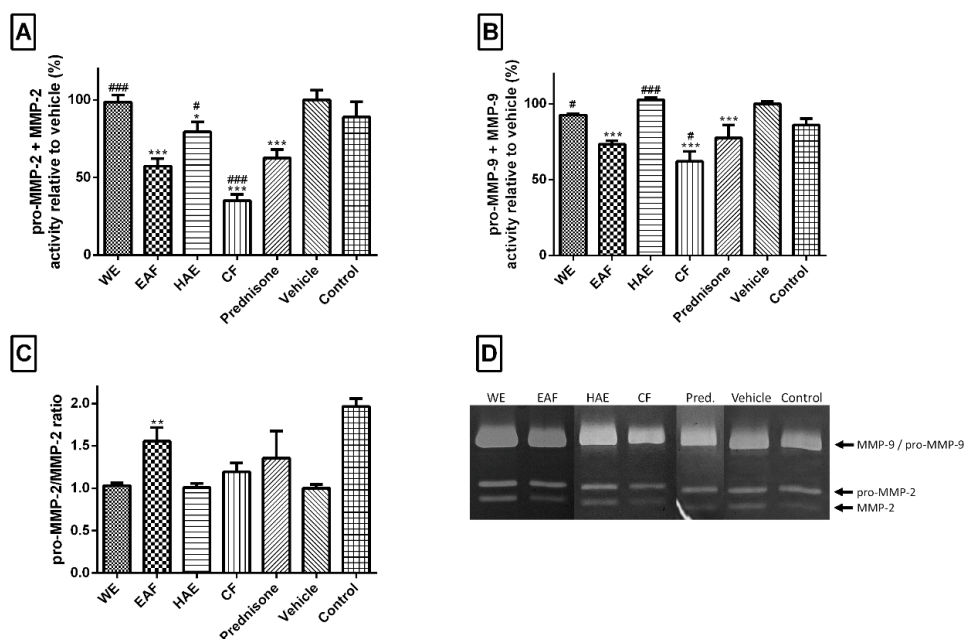 A
pro-MMP-2 + MMP-2
activity relative to vehicle (%)
100
50
0
###
***
#
*
###
***
***
WE
EAF
HAE
CF
Prednisone
Vehicle
Control
B
pro-MMP-9 + MMP-9
activity relative to vehicle (%)
100
50
0
#
***
###
#
***
***
WE
EAF
HAE
CF
Prednisone
Vehicle
Control
C
pro-MMP-2/MMP-2 ratio
2.0
1.5
1.0
0.5
0.0
**
WE
EAF
HAE
CF
Prednisone
Vehicle
Control
D
WE EAF HAE CF Pred. Vehicle Control
MMP-9 / pro-MMP-9
pro-MMP-2
MMP-2